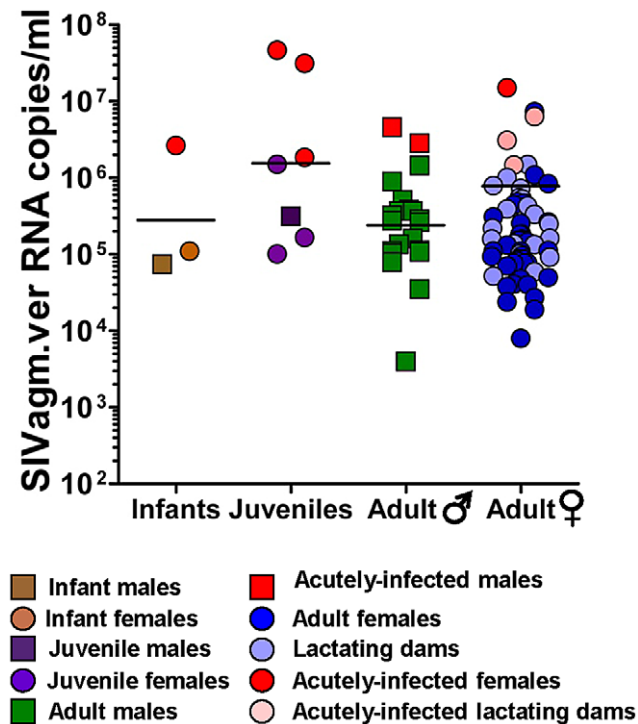 SIVagm.ver RNA copies/ml
10⁸
10⁷
10⁶
10⁵
10⁴
10³
10²
Infants Juveniles Adult ♂ Adult ♀
Infant males
Infant females
Juvenile males
Juvenile females
Adult males
Acutely-infected males
Adult females
Lactating dams
Acutely-infected females
Acutely-infected lactating dams